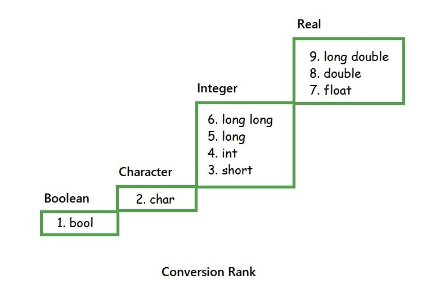 Real
9. long double
8. double
7. float
Integer
6. long long
5. long
4. int
3. short
Character
2. char
Boolean
1. bool
Conversion Rank